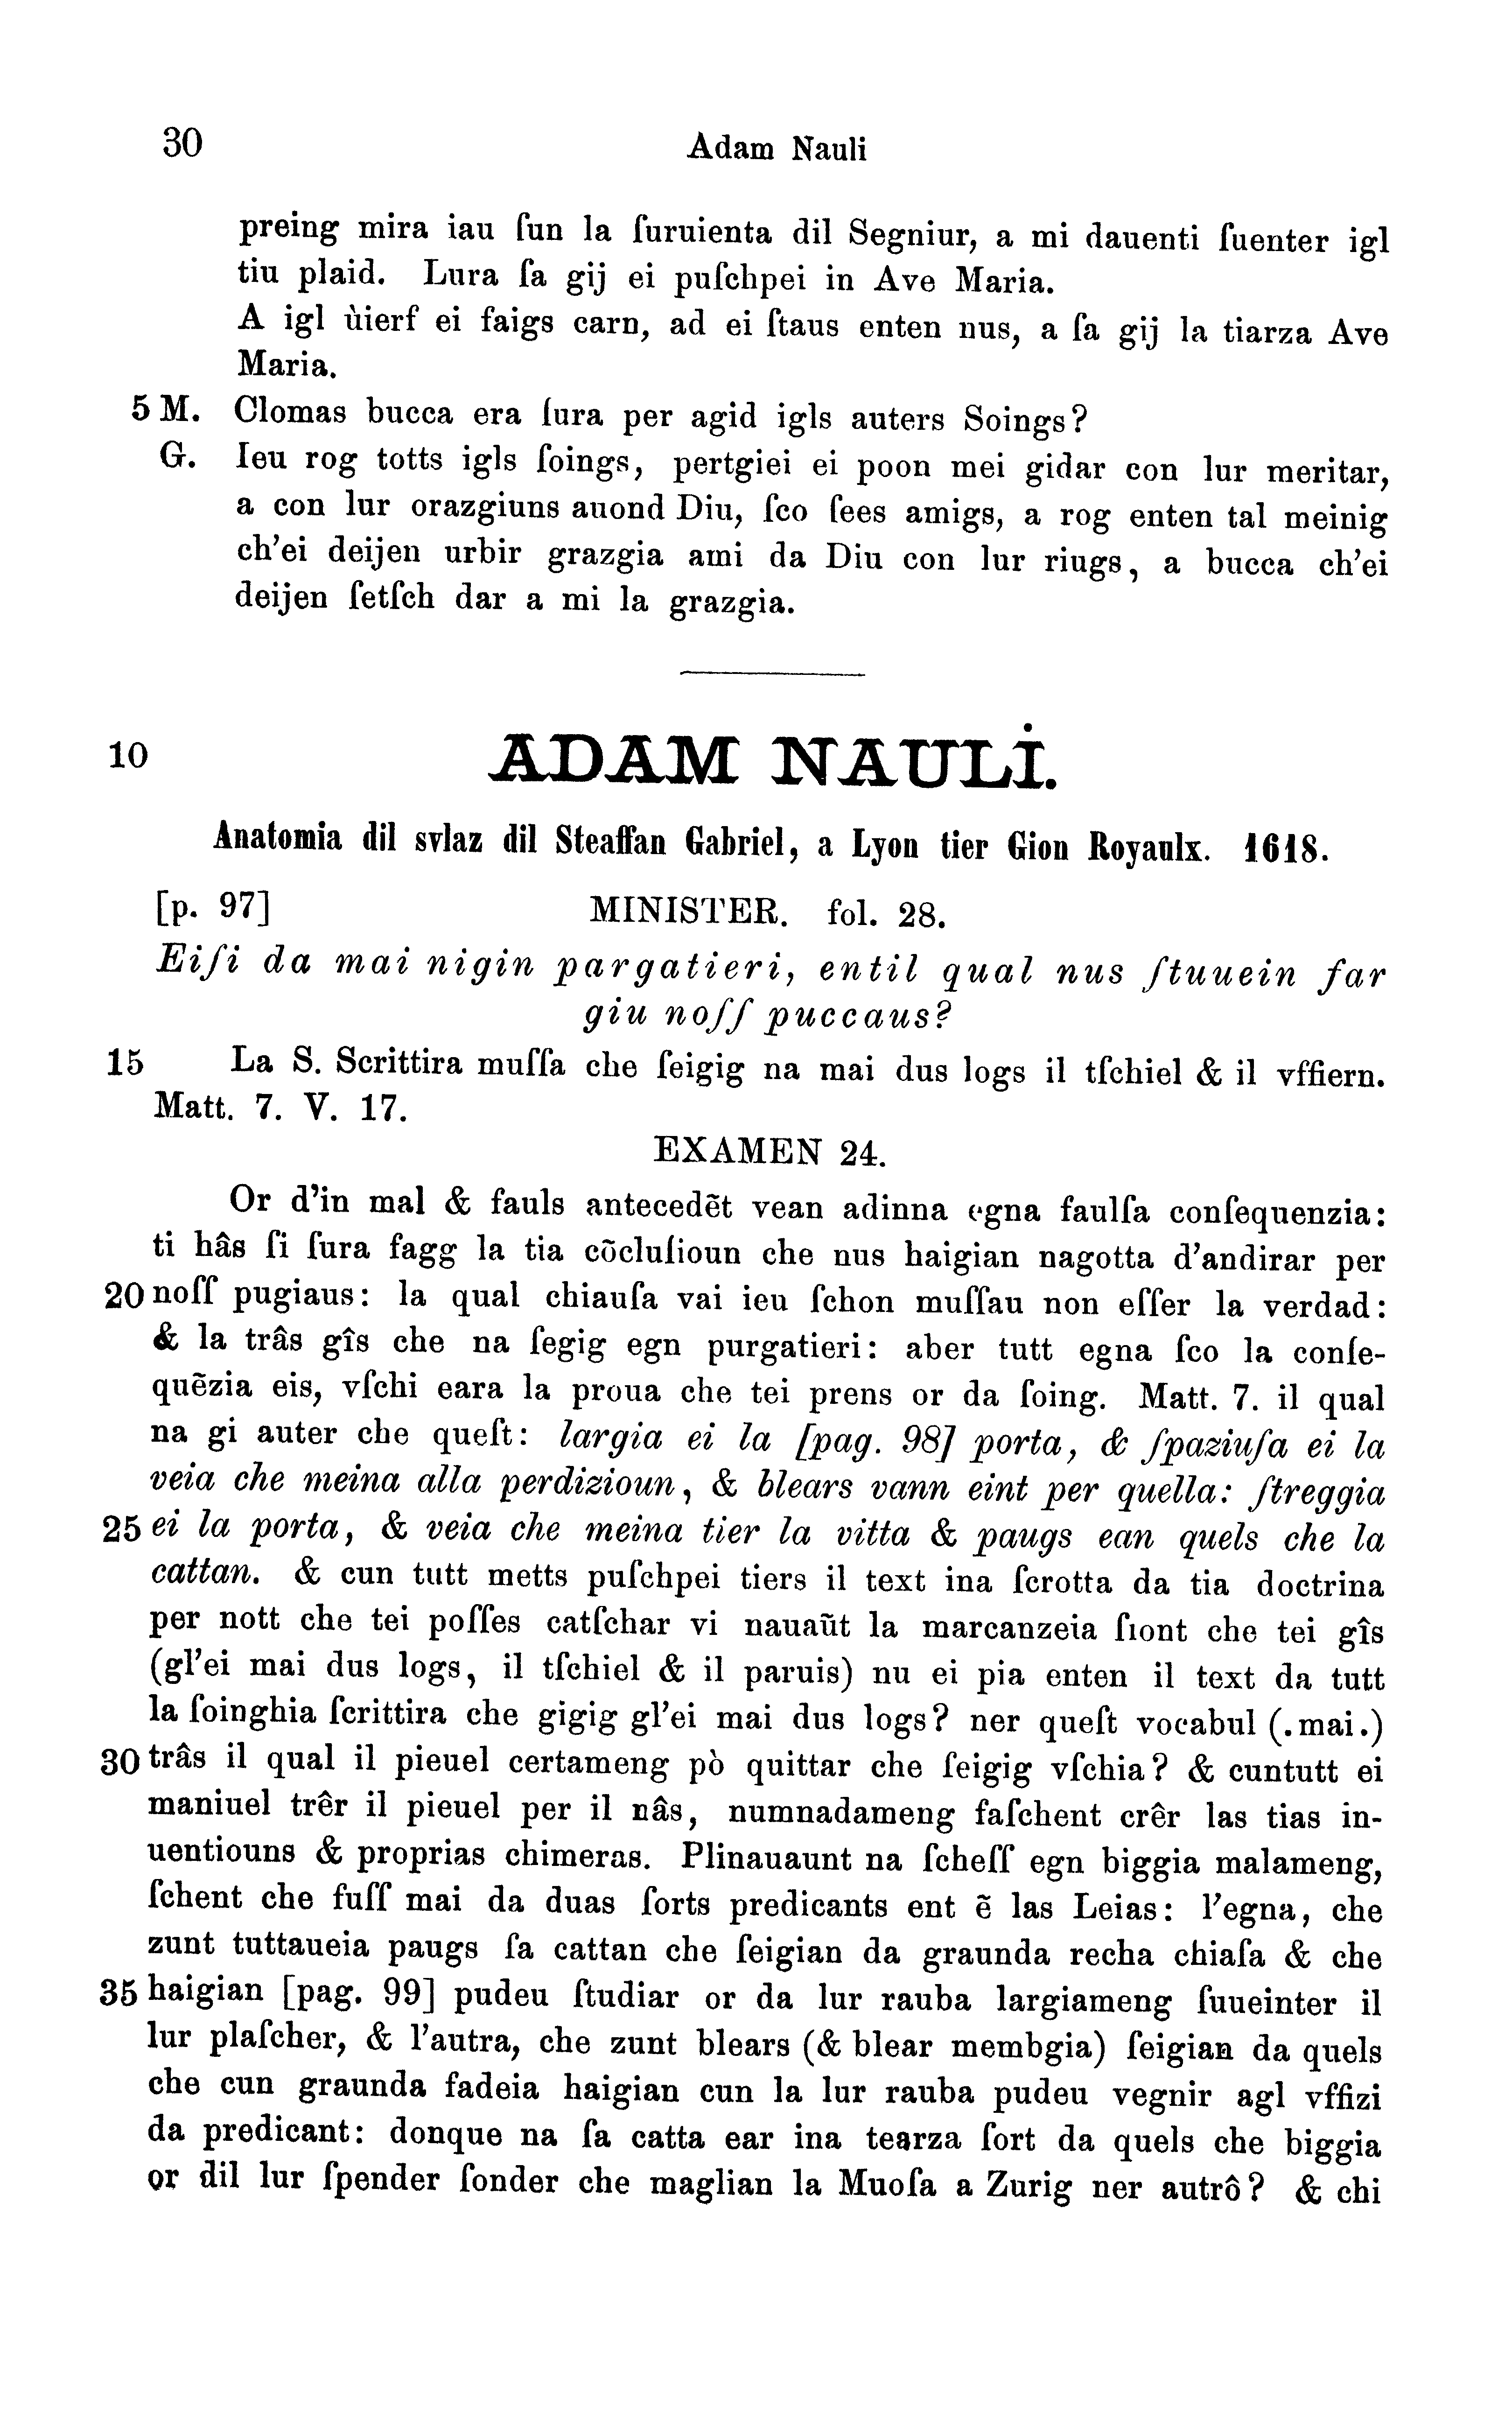 30 Adam Nauli
preing mira iau ſun la ſuruienta dil Segniur, a mi dauenti ſuenter igl
tiu plaid. Lura ſa gij ei puſchpei in Ave Maria.
A igl ùierf ei faigs carn, ad ei ſtaus enten nus, a ſa gij la tiarza Ave
Maria.
5 M. Clomas bucca era ſura per agid igls auters Soings?
G. Ieu rog totts igls ſoings, pertgiei ei poon mei gidar con lur meritar,
a con lur orazgiuns auond Diu, ſco ſees amigs, a rog enten tal meinig
ch'ei deijen urbir grazgia ami da Diu con lur riugs, a bucca ch'ei
deijen ſetſch dar a mi la grazgia.
10 ADAM NAULI.
Anatomia dil svlaz dil Steaffan Gabriel, a Lyon tier Gion Royaulx. 1618.
[p. 97] MINISTER. fol. 28.
Eiſi da mai nigin pargatieri, entil qual nus ſtuuein far
giu noſſ puccaus?
15 La S. Scrittira muſſa che ſeigig na mai dus logs il tſchiel & il vffiern.
Matt. 7. V. 17.
EXAMEN 24.
Or d'in mal & fauls antecedẽt vean adinna egna faulſa conſequenzia:
ti hâs ſi ſura fagg la tia cõcluſioun che nus haigian nagotta d'andirar per
20 noſſ pugiaus: la qual chiauſa vai ieu ſchon muſſau non eſſer la verdad:
& la trâs gîs che na ſegig egn purgatieri: aber tutt egna ſco la conſe-
quẽzia eis, vſchi eara la proua che tei prens or da ſoing. Matt. 7. il qual
na gi auter che queſt: largia ei la [pag. 98] porta, & ſpaziuſa ei la
veia che meina alla perdizioun, & blears vann eint per quella: ſtreggia
25 ei la porta, & veia che meina tier la vitta & paugs ean quels che la
cattan. & cun tutt metts puſchpei tiers il text ina ſcrotta da tia doctrina
per nott che tei poſſes catſchar vi nauaũt la marcanzeia ſiont che tei gîs
(gl'ei mai dus logs, il tſchiel & il paruis) nu ei pia enten il text da tutt
la ſoinghia ſcrittira che gigig gl'ei mai dus logs? ner queſt vocabul (.mai.)
30 trâs il qual il pieuel certameng pò quittar che ſeigig vſchia? & cuntutt ei
maniuel trêr il pieuel per il nâs, numnadameng faſchent crêr las tias in-
uentiouns & proprias chimeras. Plinauaunt na ſcheſſ egn biggia malameng,
ſchent che fuſſ mai da duas ſorts predicants ent ẽ las Leias: l'egna, che
zunt tuttaueia paugs ſa cattan che ſeigian da graunda recha chiaſa & che
35 haigian [pag. 99] pudeu ſtudiar or da lur rauba largiameng ſuueinter il
lur plaſcher, & l'autra, che zunt blears (& blear membgia) ſeigian da quels
che cun graunda fadeia haigian cun la lur rauba pudeu vegnir agl vffizi
da predicant: donque na ſa catta ear ina tearza ſort da quels che biggia
or dil lur ſpender ſonder che maglian la Muoſa a Zurig ner autrô? & chi